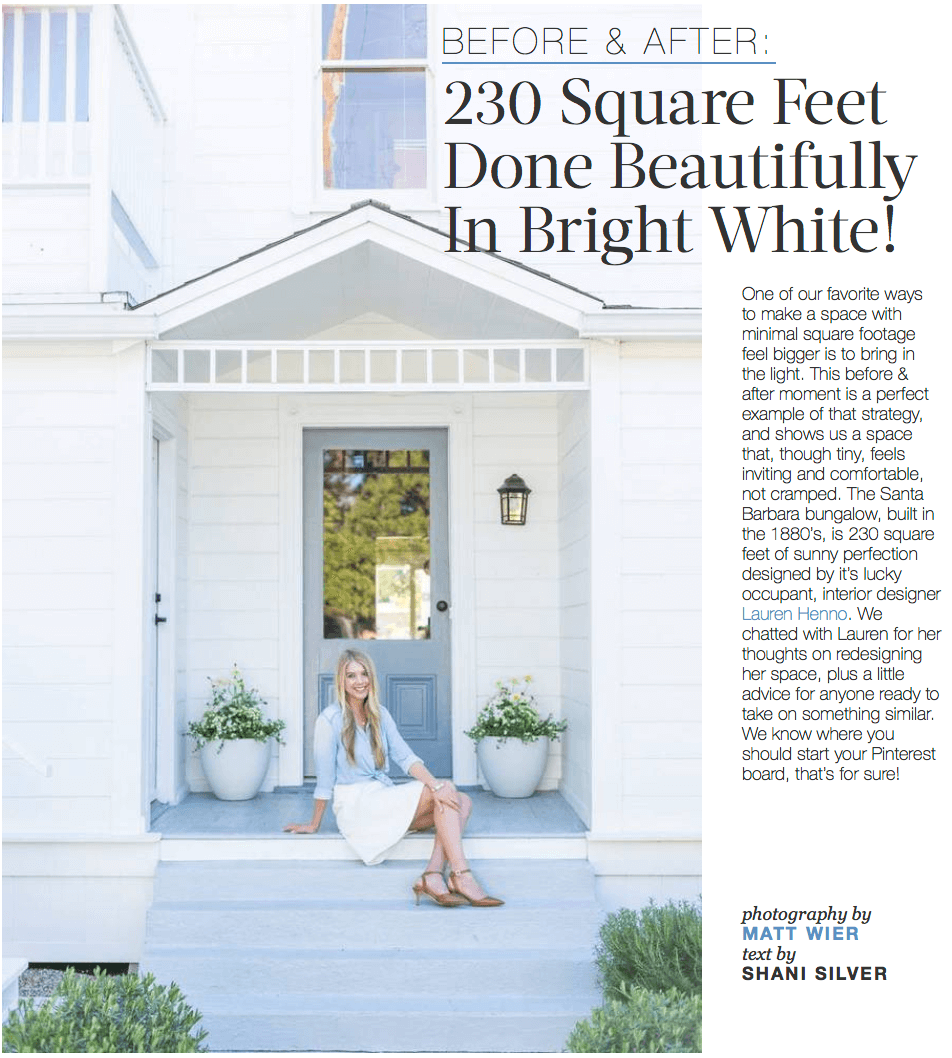 BEFORE & AFTER:
230 Square Feet
Done Beautifully
In Bright White!
One of our favorite ways
to make a space with
minimal square footage
feel bigger is to bring in
the light. This before &
after moment is a perfect
example of that strategy,
and shows us a space
that, though tiny, feels
inviting and comfortable,
not cramped. The Santa
Barbara bungalow, built in
the 1880's, is 230 square
feet of sunny perfection
designed by it's lucky
occupant, interior designer
Lauren Henno. We
chatted with Lauren for her
thoughts on redesigning
her space, plus a little
advice for anyone ready to
take on something similar.
We know where you
should start your Pinterest
board, that's for sure!
photography by
MATT WIER
text by
SHANI SILVER